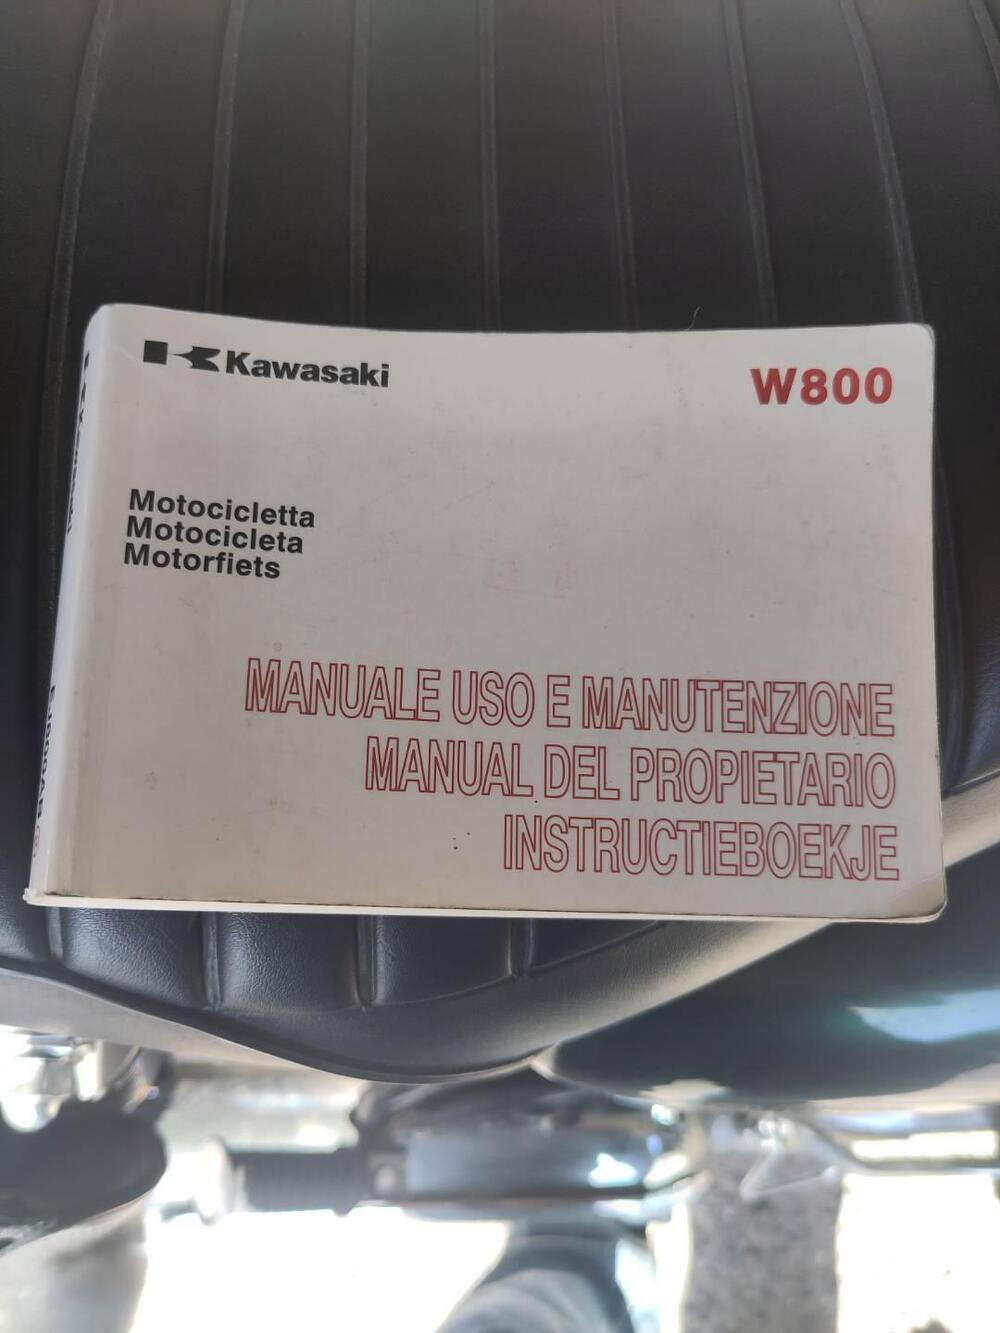 Kawasaki
W800
Motocicletta
Motocicleta
Motorfiets
MANUALE USO E MANUTENZIONE
MANUAL DEL PROPIETARIO
INSTRUCTIEBOEKJE